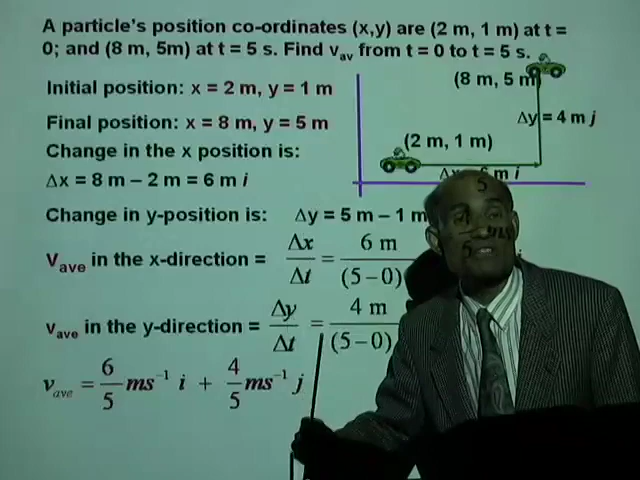 A particle's position co-ordinates (x,y) are (2 m, 1 m) at t =
0; and (8 m, 5m) at t = 5 s. Find vav from t = 0 to t = 5 s.
(8 m, 5 m)
Initial position: x = 2 m, y = 1 m
Δy = 4 m j
Final position: x = 8 m, y = 5 m
(2 m, 1 m)
Change in the x position is:
Δx = 8 m – 2 m = 6 m i
Change in y-position is: Δy = 5 m – 1 m
Vave in the x-direction = Δx/Δt = 6 m/(5–0)
vave in the y-direction = Δy/Δt = 4 m/(5–0)
vave = 6/5 ms⁻¹ i + 4/5 ms⁻¹ j